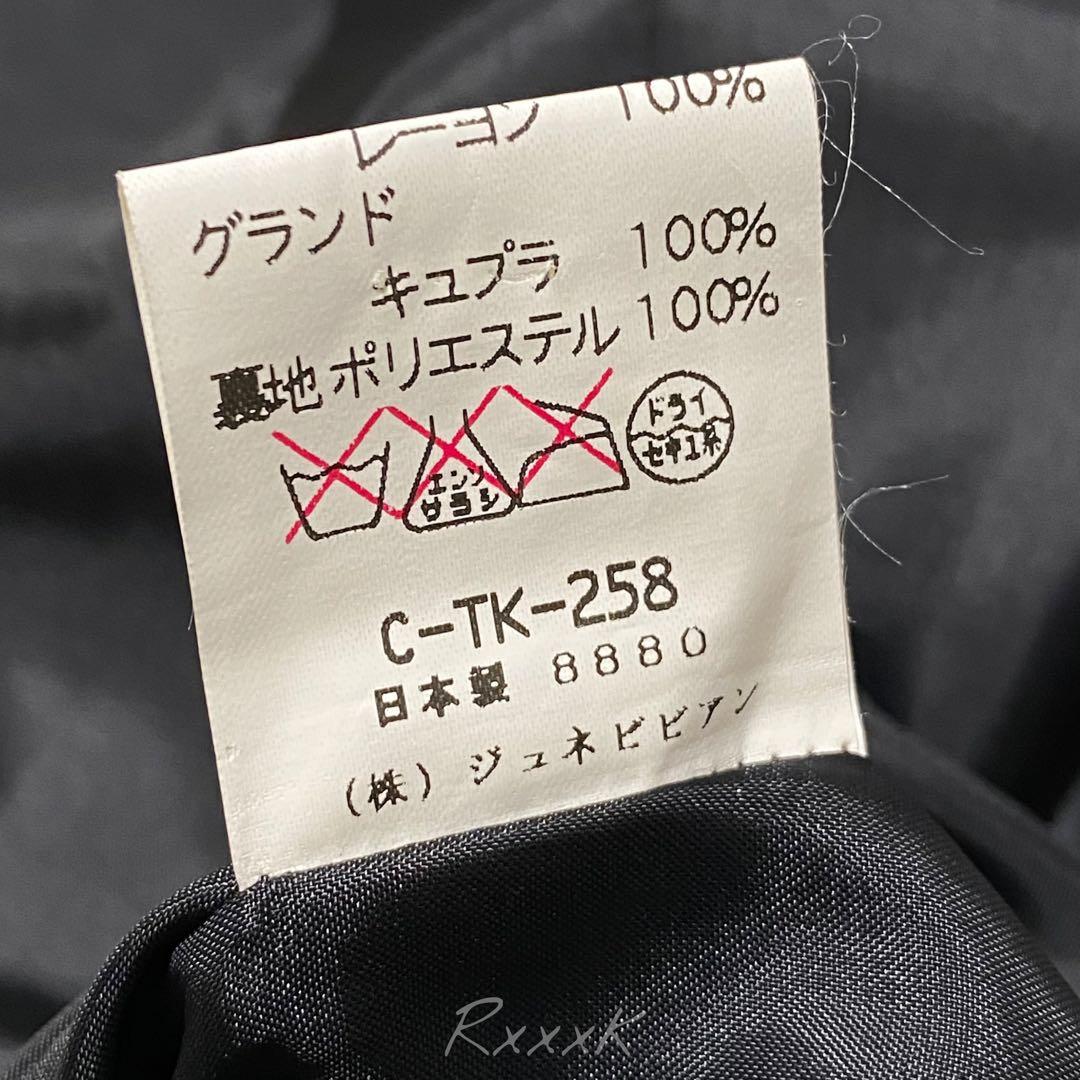 レーヨン 100%
グランド
キュプラ 100%
裏地 ポリエステル 100%
エンソ
サラシ
ドライ
セキユ系
C-TK-258
日本製 8880
(株) ジュネビビアン
RxxxK